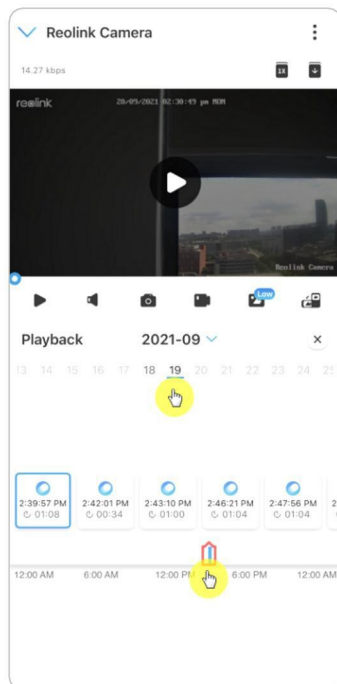 Reolink Camera
14.27 kbps
1X
reolink
20/09/2021 02:30:49 pm MON
Reolink Camera
Low
Playback
2021-09
13 14 15 16 17 18 19 20 21 22 23 24 25
2:39:57 PM 2:42:01 PM 2:43:10 PM 2:46:21 PM 2:47:56 PM 2
01:08 00:34 01:00 01:04 01:04
12:00 AM 6:00 AM 12:00 PM 6:00 PM 12:00 AM